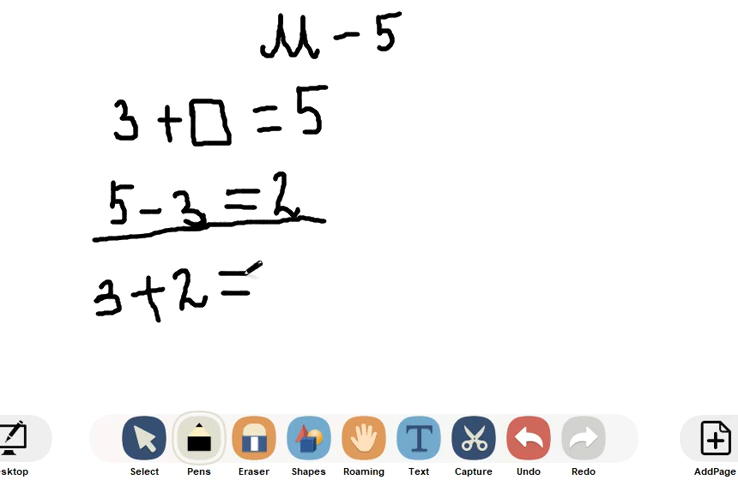 М - 5
3 + □ = 5
5 - 3 = 2
3 + 2 =
Select Pens Eraser Shapes Roaming Text Capture Undo Redo AddPage